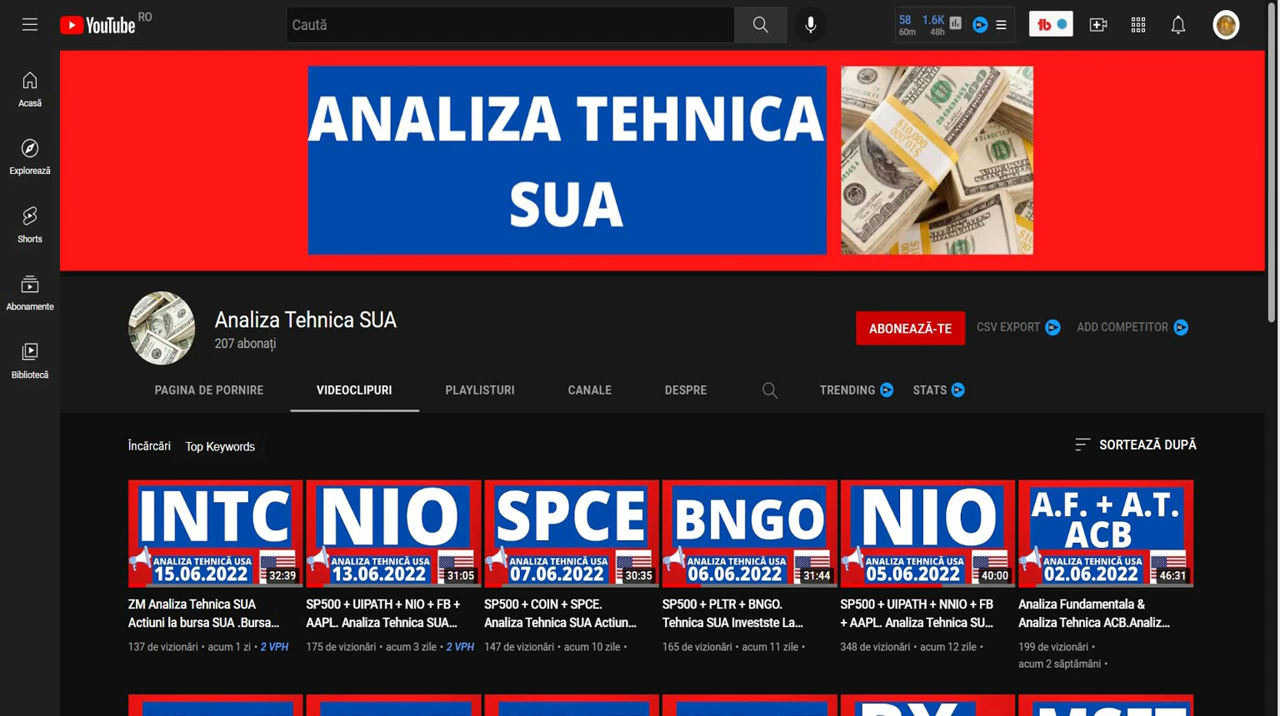 YouTube RO
Caută
58 1.6K
60m 48h
Acasă
Explorează
Shorts
Abonamente
Bibliotecă
ANALIZA TEHNICA
SUA
Analiza Tehnica SUA
207 abonați
ABONEAZĂ-TE
CSV EXPORT
ADD COMPETITOR
PAGINA DE PORNIRE VIDEOCLIPURI PLAYLISTURI CANALE DESPRE TRENDING STATS
Încărcări Top Keywords
SORTEAZĂ DUPĂ
INTC
ANALIZA TEHNICĂ USA
15.06.2022
32:39
ZM Analiza Tehnica SUA
Actiuni la bursa SUA .Bursa...
137 de vizionări • acum 1 zi • 2 VPH
NIO
ANALIZA TEHNICĂ USA
13.06.2022
31:05
SP500 + UIPATH + NIO + FB +
AAPL. Analiza Tehnica SUA...
175 de vizionări • acum 3 zile • 2 VPH
SPCE
ANALIZA TEHNICĂ USA
07.06.2022
30:35
SP500 + COIN + SPCE.
Analiza Tehnica SUA Actiun...
147 de vizionări • acum 10 zile •
BNGO
ANALIZA TEHNICĂ USA
06.06.2022
31:44
SP500 + PLTR + BNGO.
Tehnica SUA Investste La...
165 de vizionări • acum 11 zile •
NIO
ANALIZA TEHNICĂ USA
05.06.2022
40:00
SP500 + UIPATH + NNIO + FB
+ AAPL. Analiza Tehnica SU...
348 de vizionări • acum 12 zile •
A.F. + A.T.
ACB
ANALIZA TEHNICĂ USA
02.06.2022
46:31
Analiza Fundamentala &
Analiza Tehnica ACB.Analiz...
199 de vizionări •
acum 2 săptămâni •